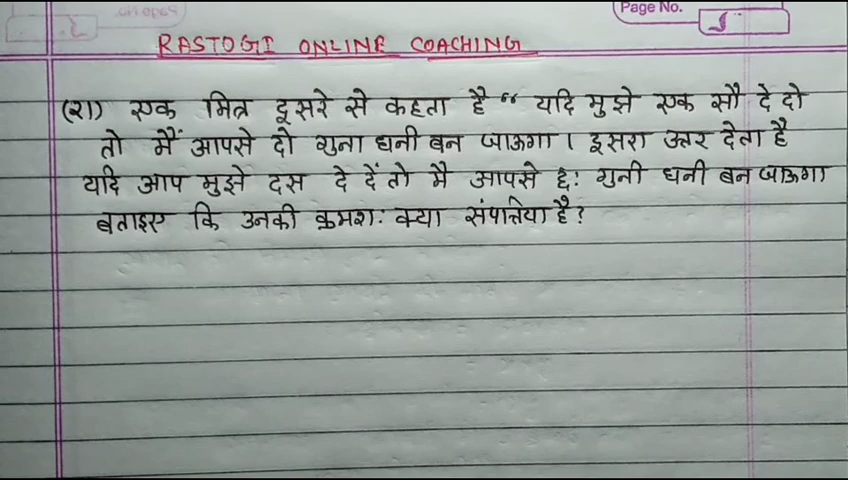 Page No.
RASTOGI ONLINE COACHING
(२१) एक मित्र दूसरे से कहता है “ यदि मुझे एक सौ दे दो
तो मैं आपसे दो गुना धनी बन जाऊगा । दूसरा उत्तर देता है
यदि आप मुझे दस दे दें तो मै आपसे छः गुनी धनी बन जाऊगा
बताइए कि उनकी क्रमशः क्या संपत्तिया है ?